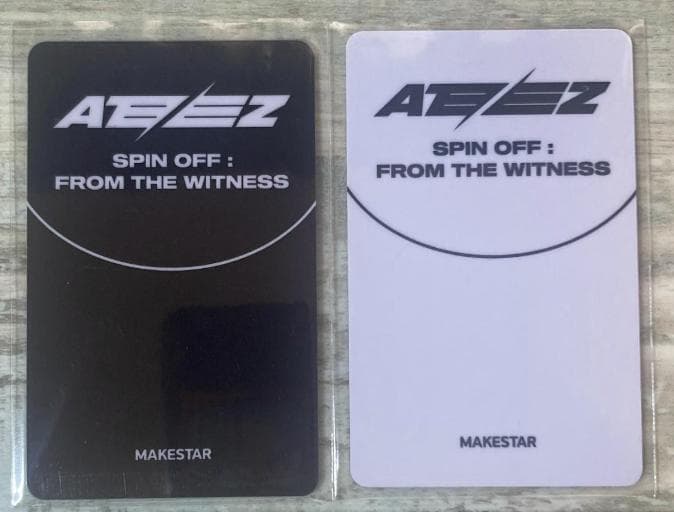 ATEEZ
SPIN OFF :
FROM THE WITNESS
MAKESTAR
ATEEZ
SPIN OFF :
FROM THE WITNESS
MAKESTAR